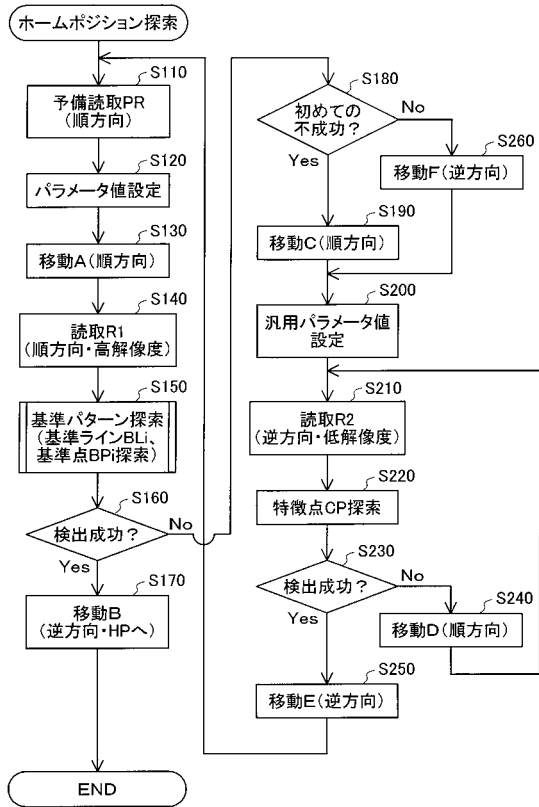 ホームポジション探索
S110
予備読取PR
(順方向)
S120
パラメータ値設定
S130
移動A(順方向)
S140
読取R1
(順方向・高解像度)
S150
基準パターン探索
(基準ラインBLi、
基準点BPi探索)
S160
検出成功?
No
Yes
S170
移動B
(逆方向・HPへ)
END
S180
初めての
不成功?
No
Yes
S260
移動F(逆方向)
S190
移動C(順方向)
S200
汎用パラメータ値
設定
S210
読取R2
(逆方向・低解像度)
S220
特徴点CP探索
S230
検出成功?
No
Yes
S240
移動D(順方向)
S250
移動E(逆方向)